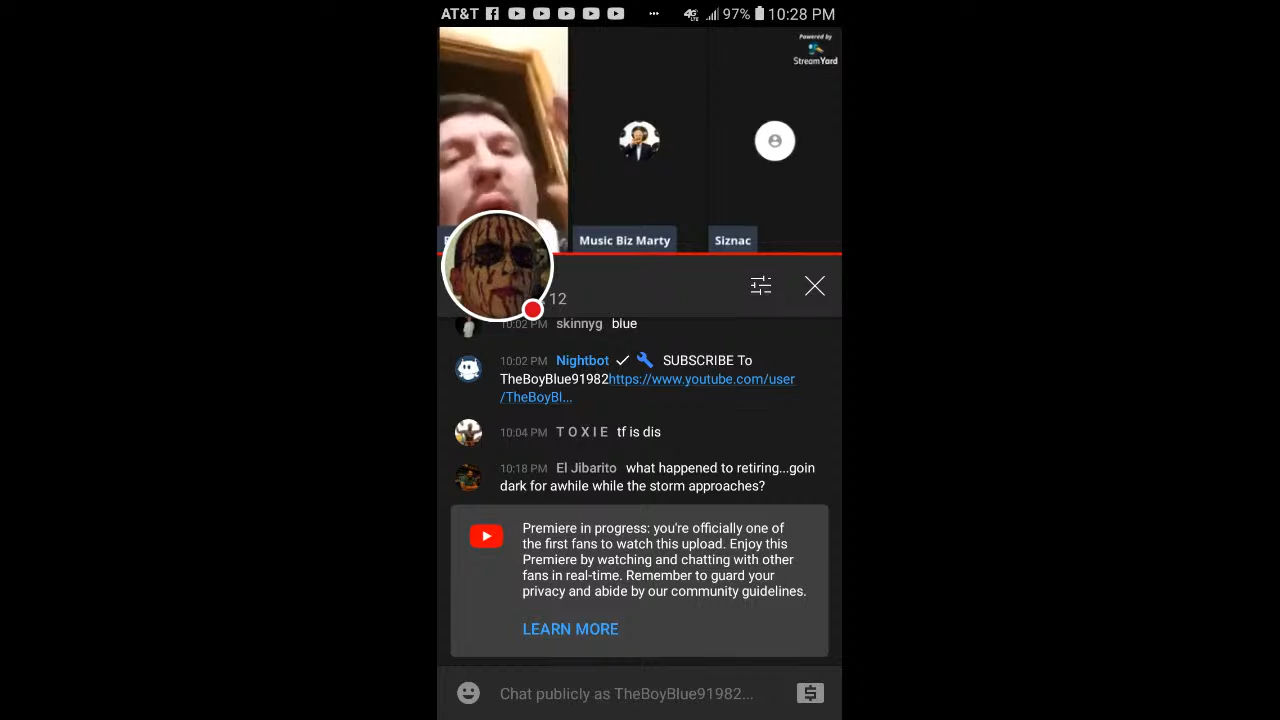 AT&T 97% 10:28 PM
Powered by
StreamYard
Music Biz Marty
Siznac
12
10:02 PM skinnyg blue
10:02 PM Nightbot SUBSCRIBE To
TheBoyBlue91982https://www.youtube.com/user
/TheBoyBl...
10:04 PM T O X I E tf is dis
10:18 PM El Jibarito what happened to retiring...goin
dark for awhile while the storm approaches?
Premiere in progress: you're officially one of
the first fans to watch this upload. Enjoy this
Premiere by watching and chatting with other
fans in real-time. Remember to guard your
privacy and abide by our community guidelines.
LEARN MORE
Chat publicly as TheBoyBlue91982...